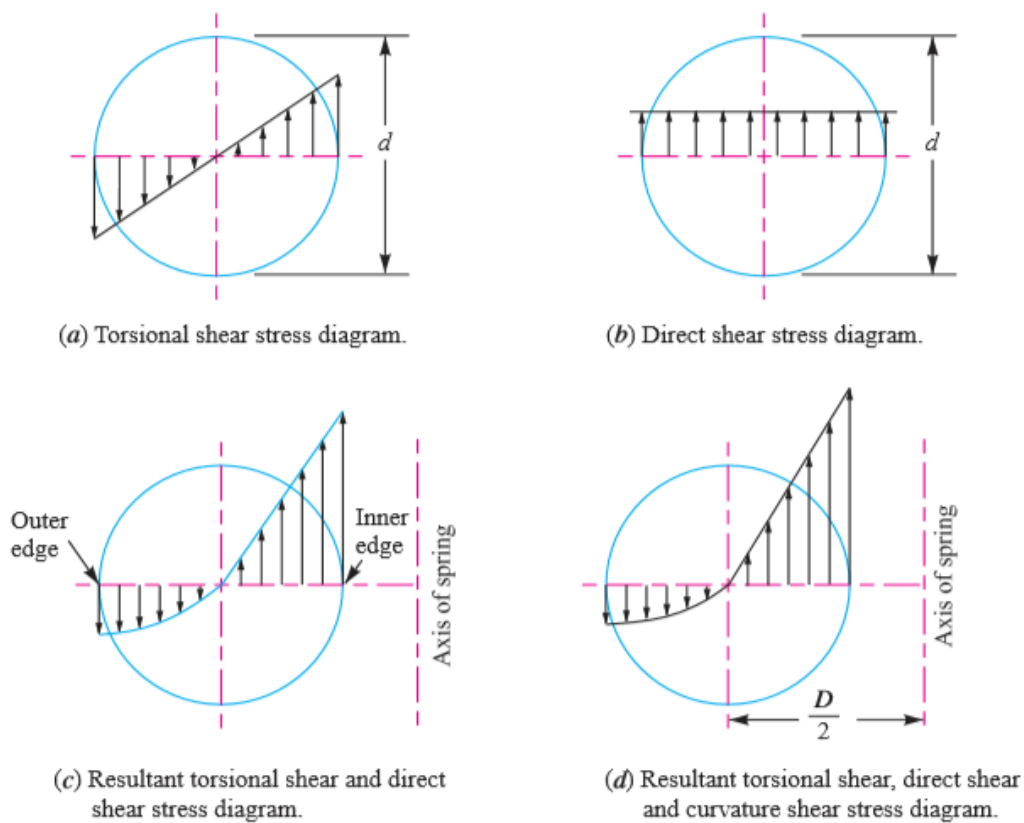 d
d
(a) Torsional shear stress diagram.
(b) Direct shear stress diagram.
Outer
edge
Inner
edge
Axis of spring
Axis of spring
D
2
(c) Resultant torsional shear and direct
shear stress diagram.
(d) Resultant torsional shear, direct shear
and curvature shear stress diagram.